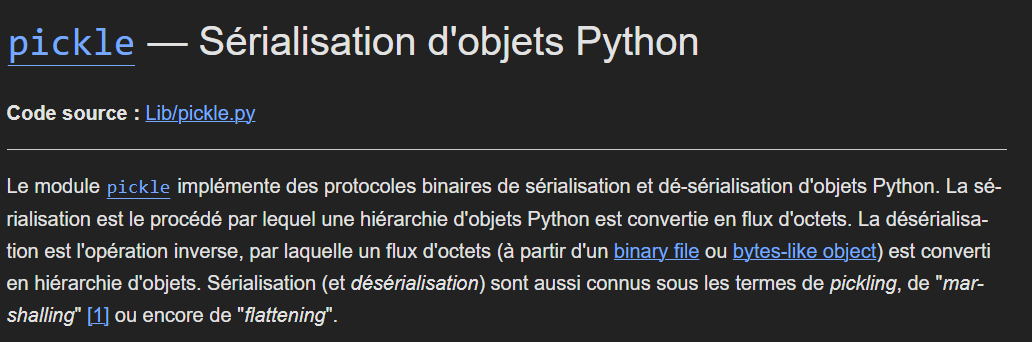 pickle — Sérialisation d'objets Python
Code source : Lib/pickle.py
Le module pickle implémente des protocoles binaires de sérialisation et dé-sérialisation d'objets Python. La sé-
rialisation est le procédé par lequel une hiérarchie d'objets Python est convertie en flux d'octets. La désérialisa-
tion est l'opération inverse, par laquelle un flux d'octets (à partir d'un binary file ou bytes-like object) est converti
en hiérarchie d'objets. Sérialisation (et désérialisation) sont aussi connus sous les termes de pickling, de "mar-
shalling" [1] ou encore de "flattening".